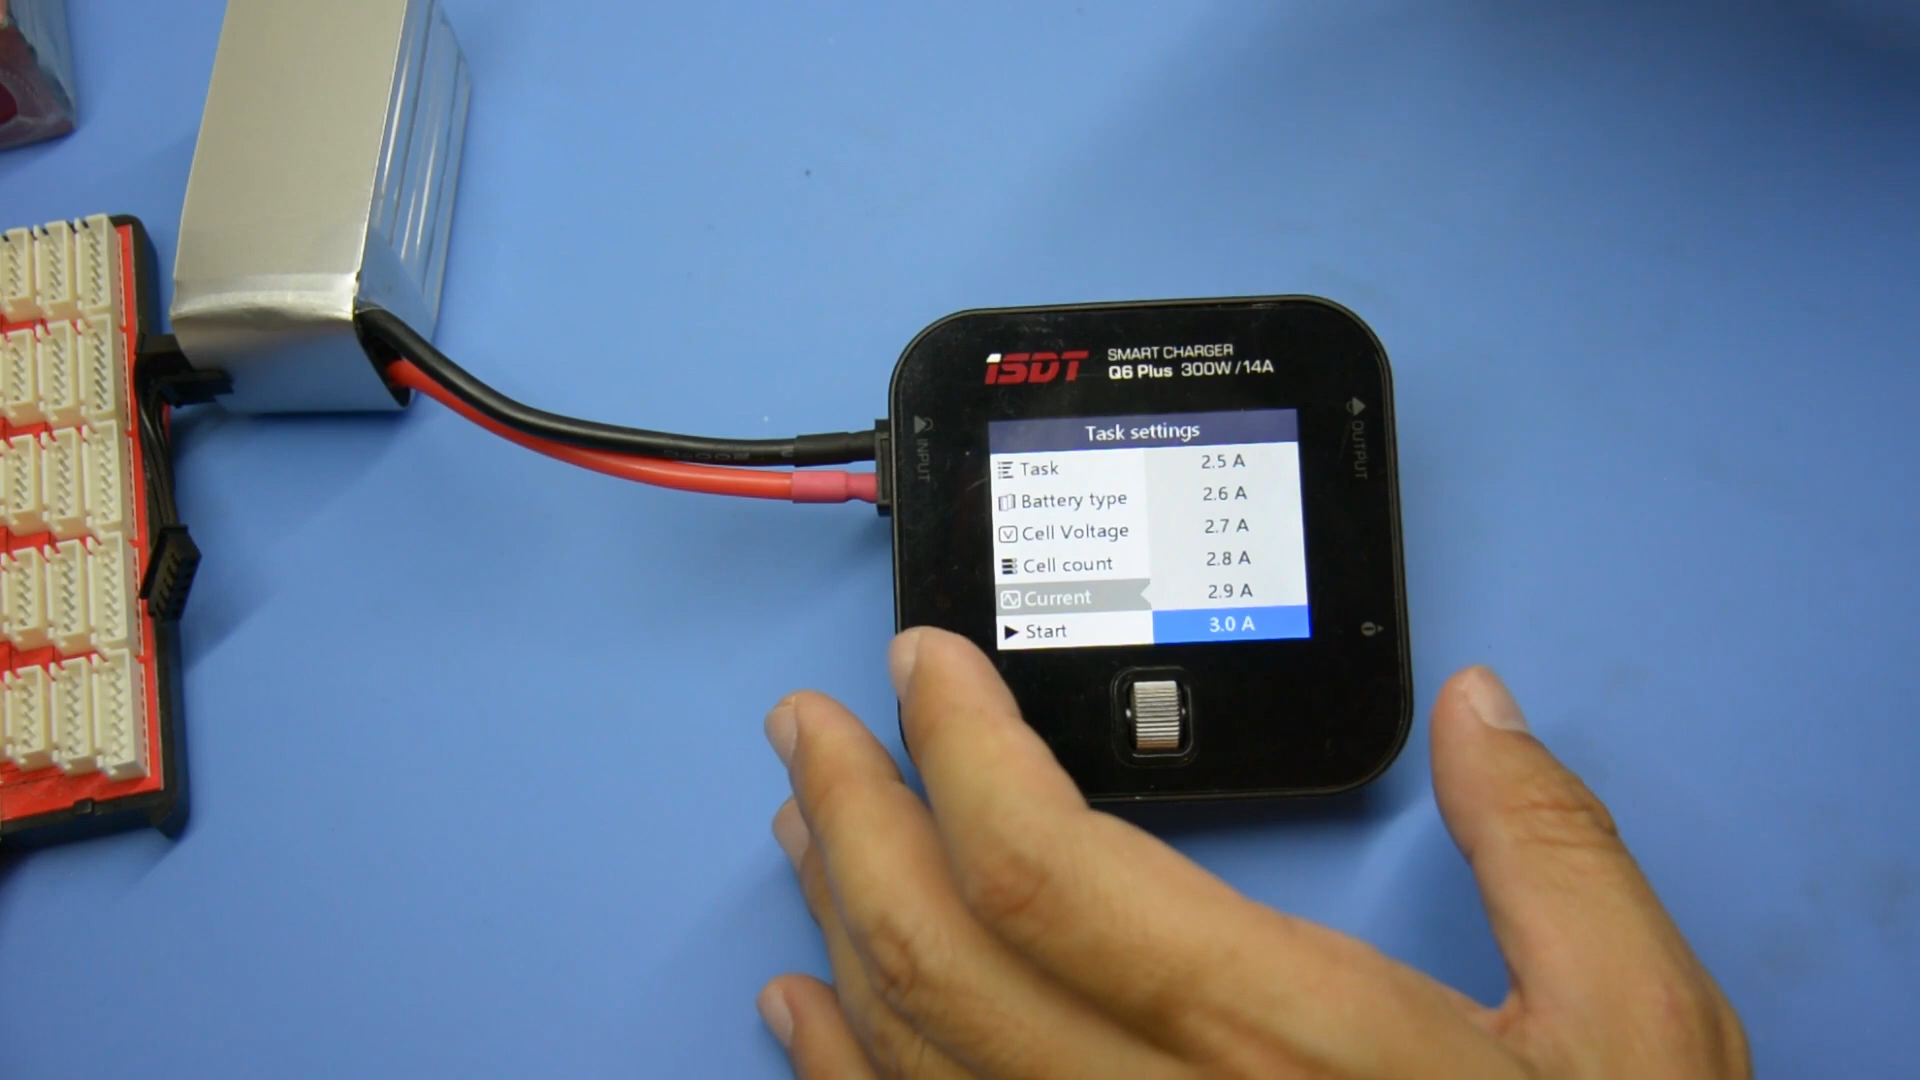 ISDT
SMART CHARGER
Q6 Plus 300W/14A
INPUT
OUTPUT
Task settings
Task
Battery type
Cell Voltage
Cell count
Current
Start
2.5 A
2.6 A
2.7 A
2.8 A
2.9 A
3.0 A